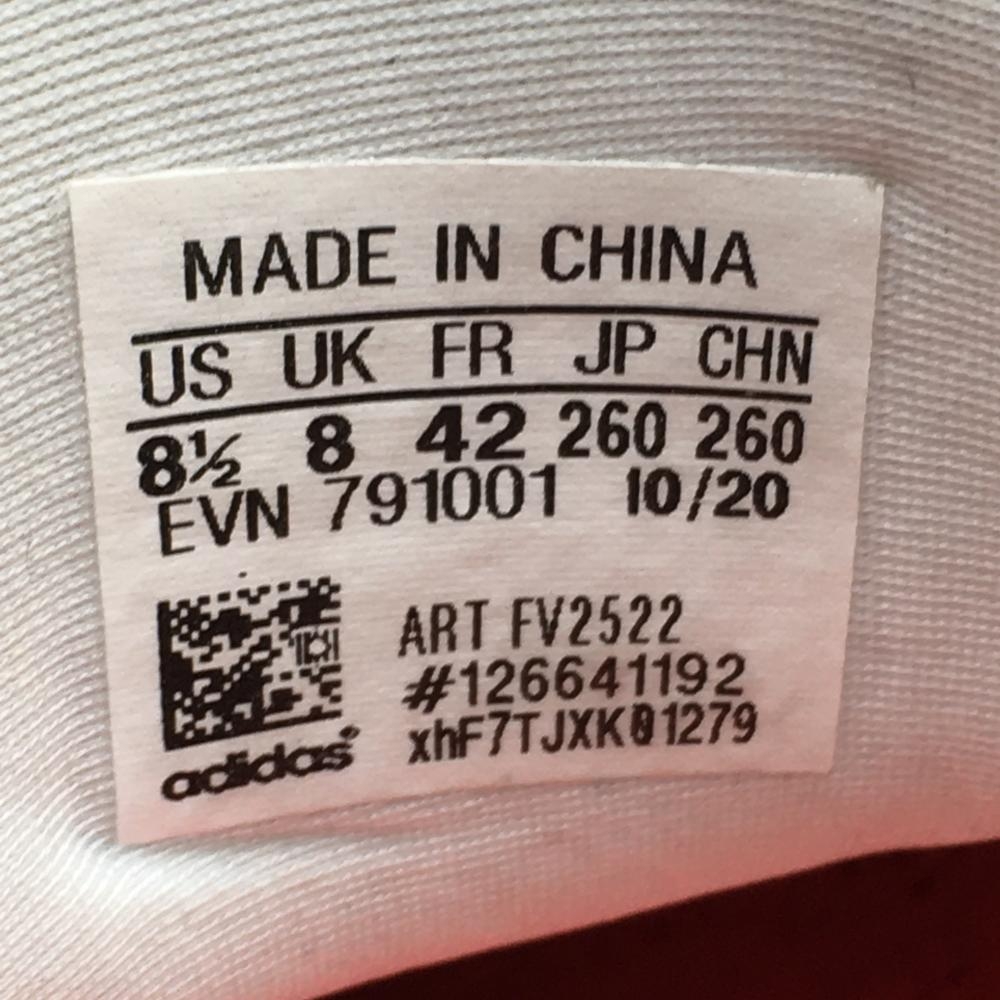 MADE IN CHINA
US UK FR JP CHN
8½ 8 42 260 260
EVN 791001 10/20
ART FV2522
#126641192
xhF7TJXK01279
adidas